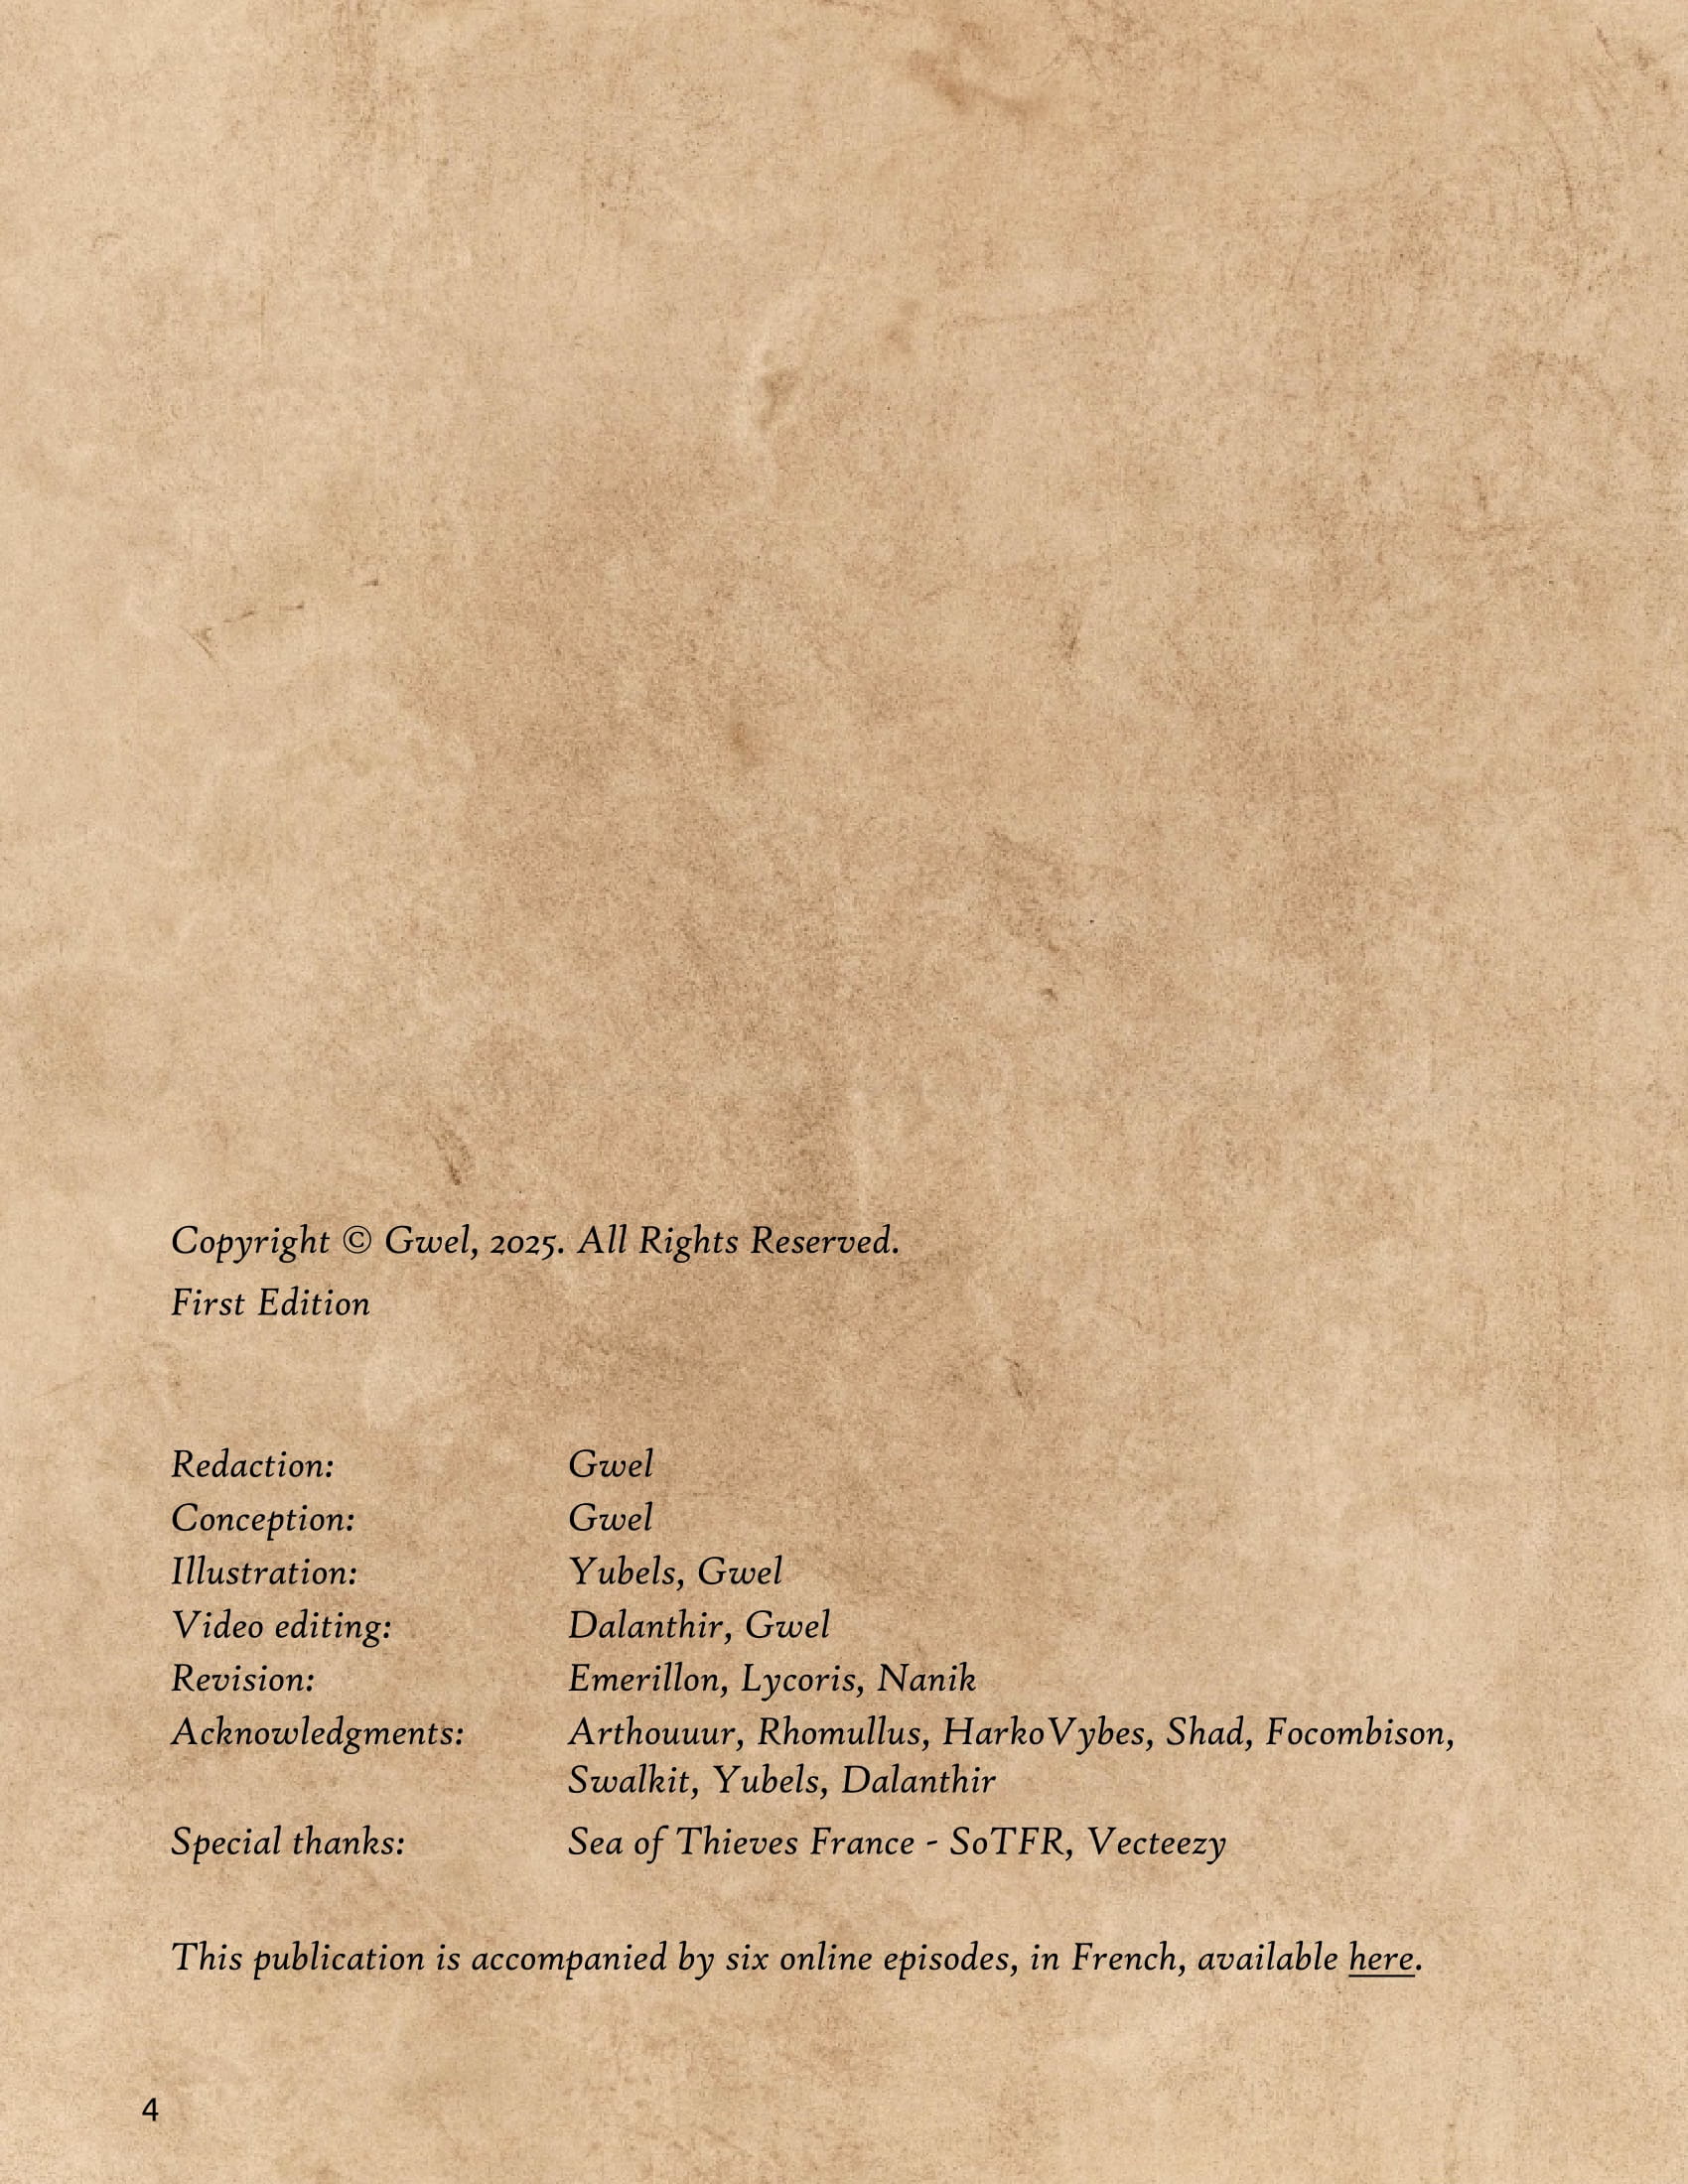 Copyright © Gwel, 2025. All Rights Reserved.
First Edition
Redaction: Gwel
Conception: Gwel
Illustration: Yubels, Gwel
Video editing: Dalanthir, Gwel
Revision: Emerillon, Lycoris, Nanik
Acknowledgments: Arthouuur, Rhomullus, HarkoVybes, Shad, Focombison,
Swalkit, Yubels, Dalanthir
Special thanks: Sea of Thieves France - SoTFR, Vecteezy
This publication is accompanied by six online episodes, in French, available here.
4